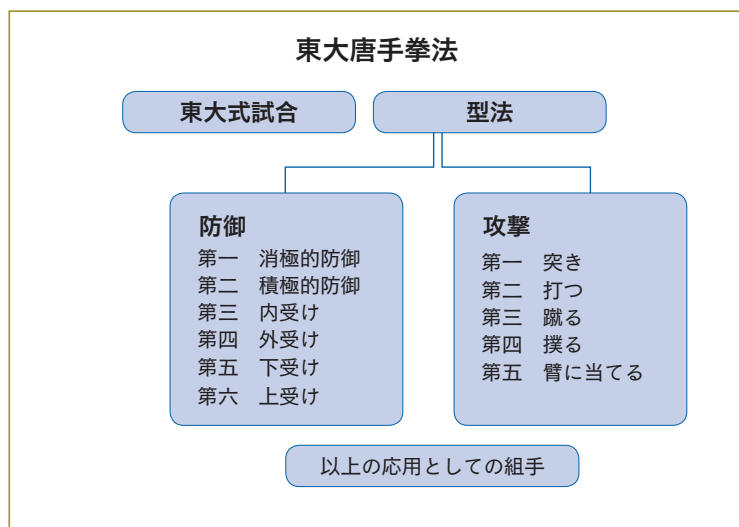 東大唐手拳法
東大式試合
型法
防御
第一 消極的防御
第二 積極的防御
第三 内受け
第四 外受け
第五 下受け
第六 上受け
攻撃
第一 突き
第二 打つ
第三 蹴る
第四 撲る
第五 臂に当てる
以上の応用としての組手